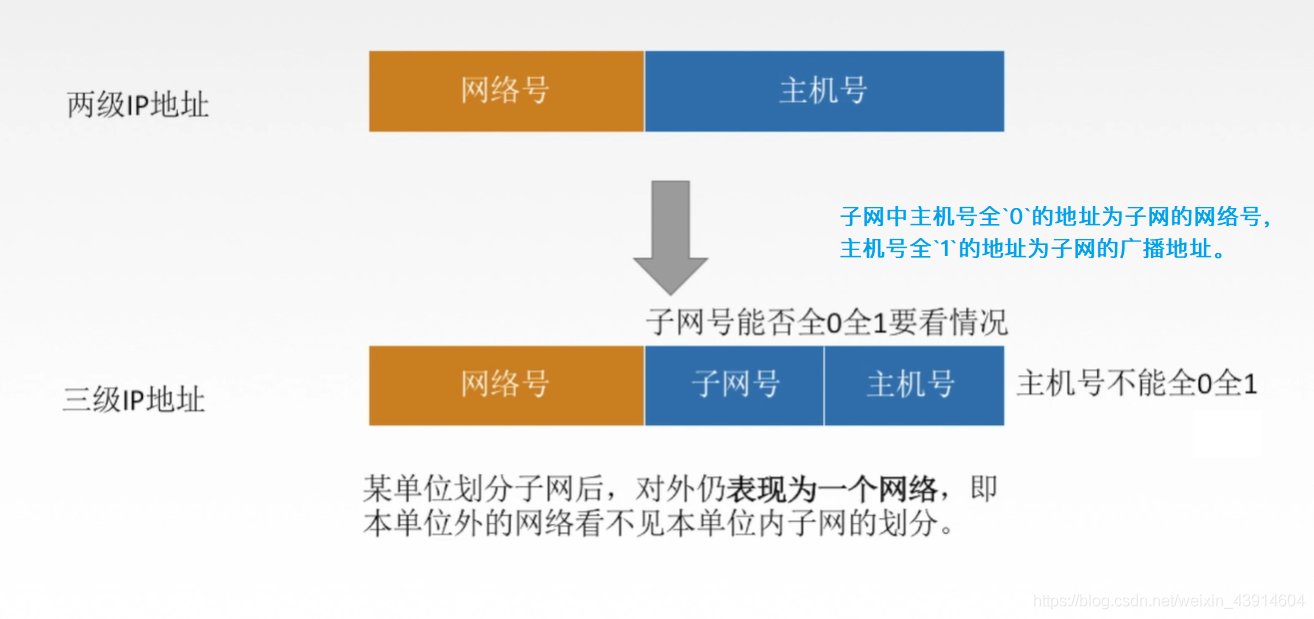 两级IP地址
网络号
主机号
子网中主机号全`0`的地址为子网的网络号，
主机号全`1`的地址为子网的广播地址。
子网号能否全0全1要看情况
三级IP地址
网络号
子网号
主机号
主机号不能全0全1
某单位划分子网后，对外仍表现为一个网络，即
本单位外的网络看不见本单位内子网的划分。
https://blog.csdn.net/weixin_43914604